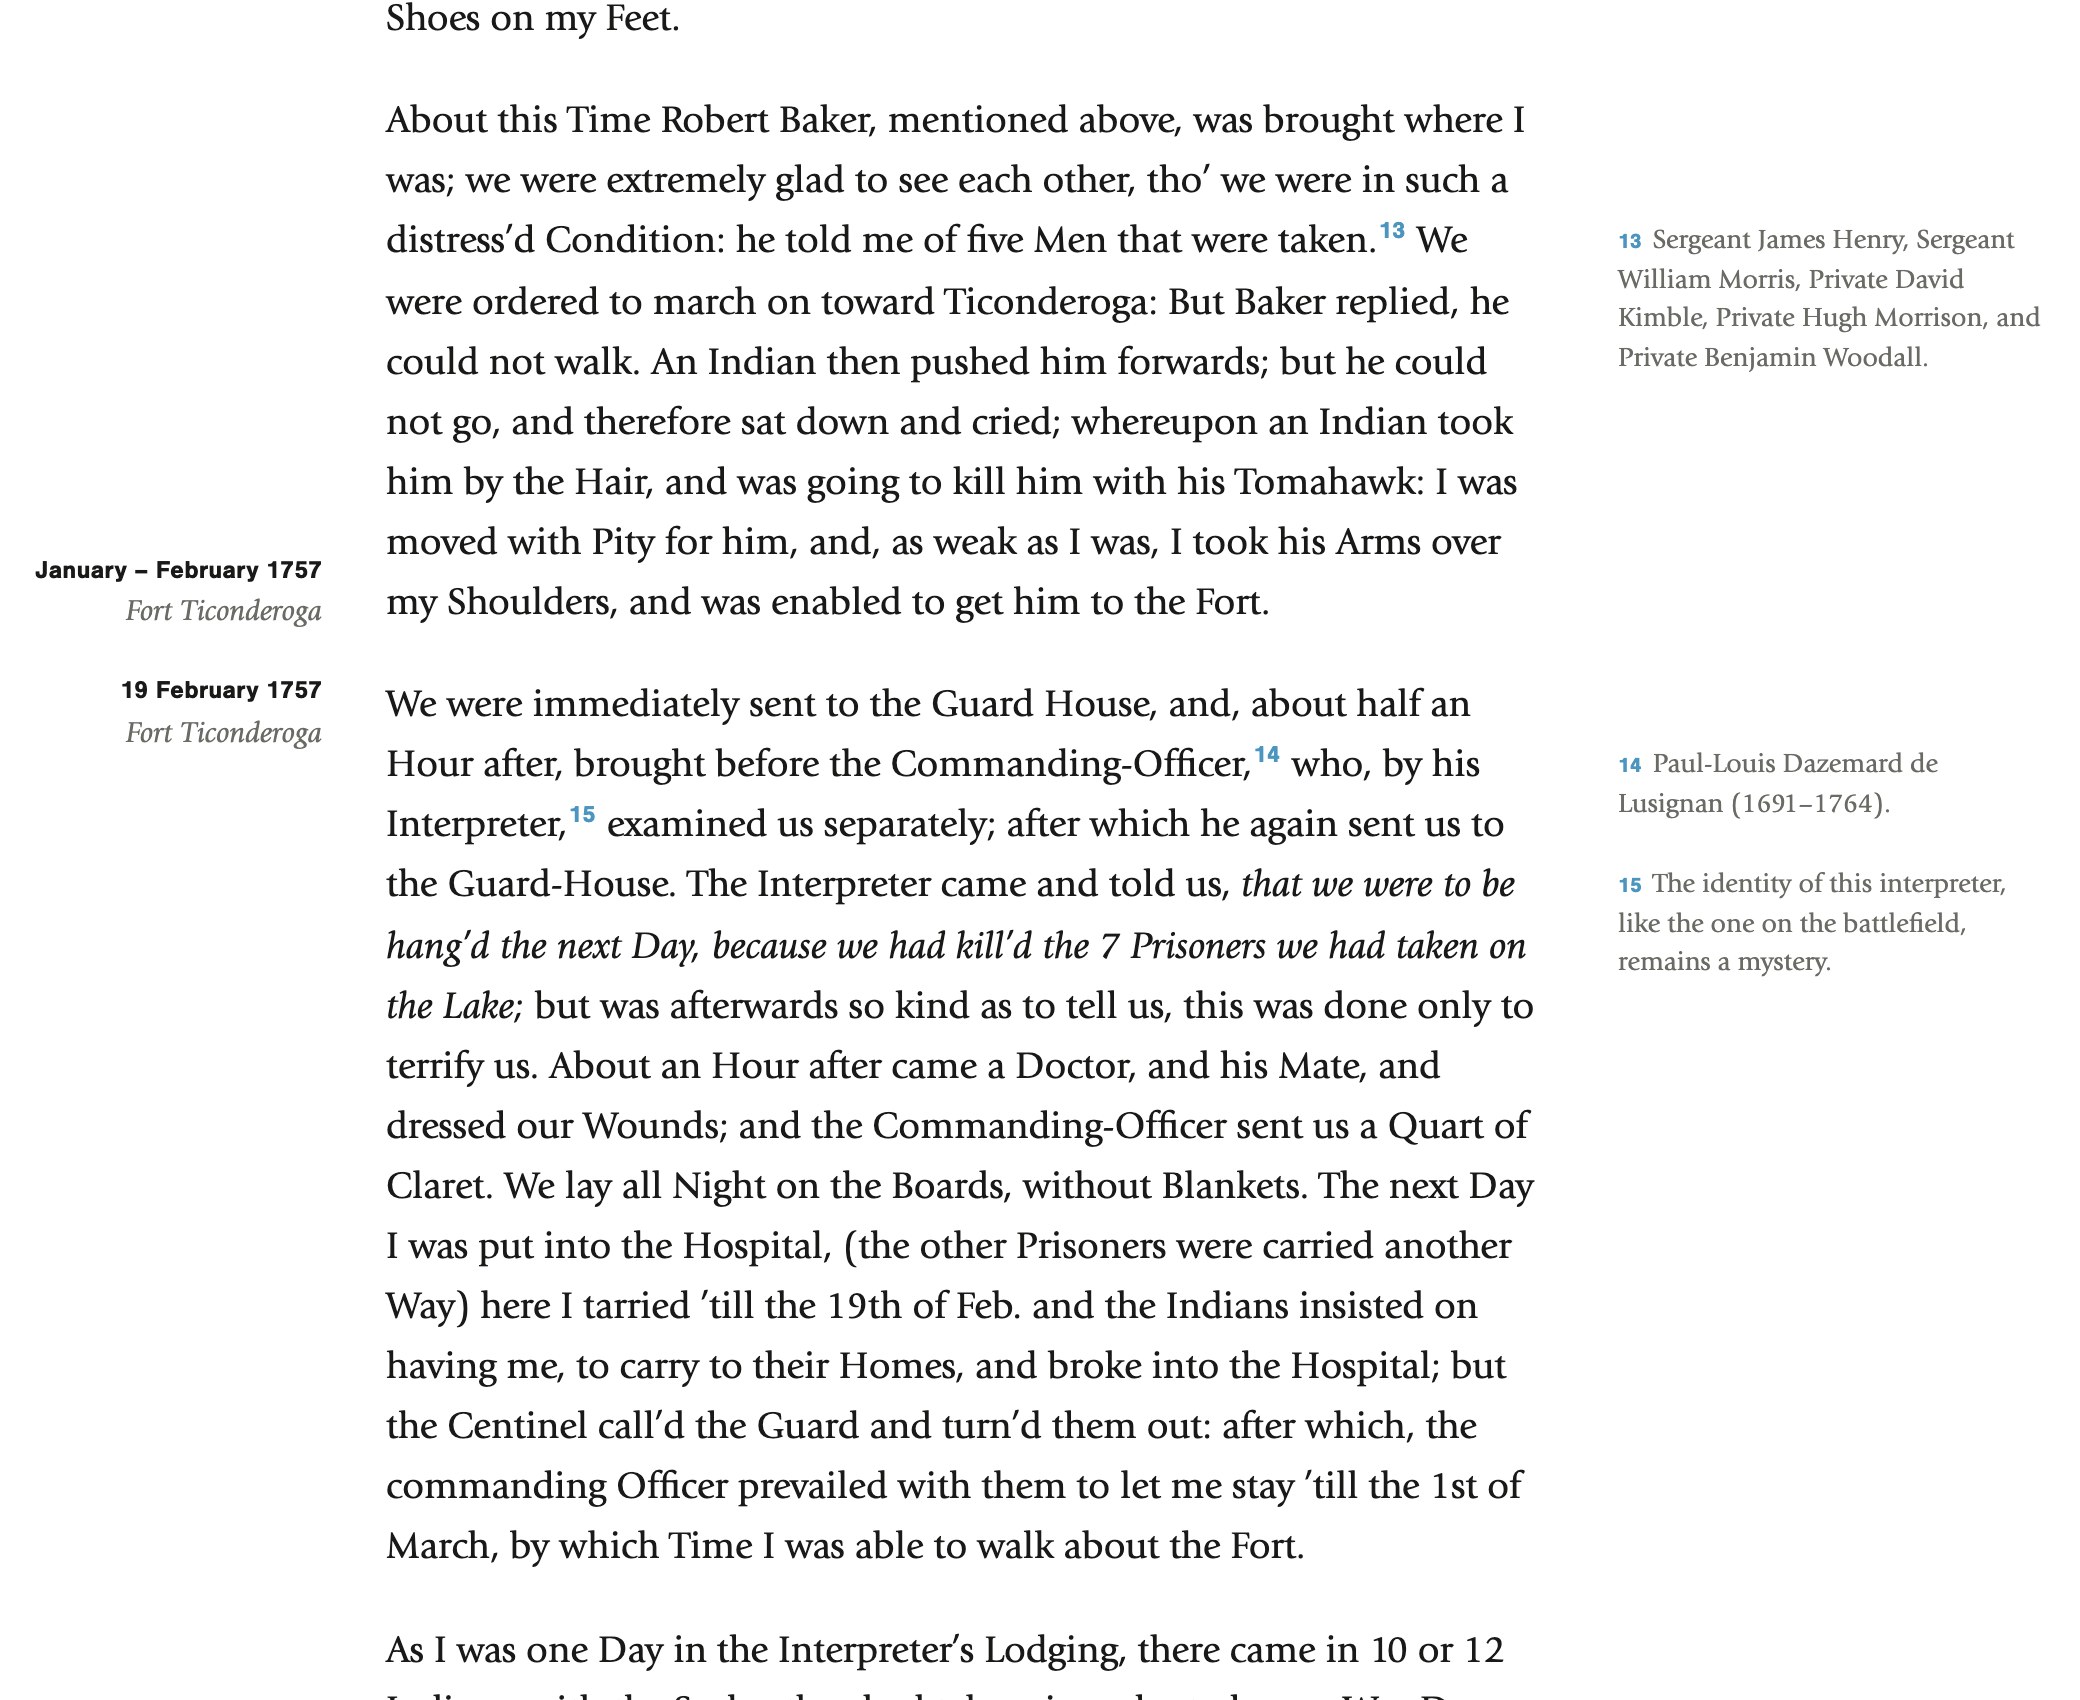 Shoes on my Feet.
About this Time Robert Baker, mentioned above, was brought where I
was; we were extremely glad to see each other, tho’ we were in such a
distress’d Condition: he told me of five Men that were taken.13 We
were ordered to march on toward Ticonderoga: But Baker replied, he
could not walk. An Indian then pushed him forwards; but he could
not go, and therefore sat down and cried; whereupon an Indian took
him by the Hair, and was going to kill him with his Tomahawk: I was
moved with Pity for him, and, as weak as I was, I took his Arms over
my Shoulders, and was enabled to get him to the Fort.
13 Sergeant James Henry, Sergeant
William Morris, Private David
Kimble, Private Hugh Morrison, and
Private Benjamin Woodall.
January – February 1757
Fort Ticonderoga
19 February 1757
Fort Ticonderoga
We were immediately sent to the Guard House, and, about half an
Hour after, brought before the Commanding-Officer,14 who, by his
Interpreter,15 examined us separately; after which he again sent us to
the Guard-House. The Interpreter came and told us, that we were to be
hang’d the next Day, because we had kill’d the 7 Prisoners we had taken on
the Lake; but was afterwards so kind as to tell us, this was done only to
terrify us. About an Hour after came a Doctor, and his Mate, and
dressed our Wounds; and the Commanding-Officer sent us a Quart of
Claret. We lay all Night on the Boards, without Blankets. The next Day
I was put into the Hospital, (the other Prisoners were carried another
Way) here I tarried ’till the 19th of Feb. and the Indians insisted on
having me, to carry to their Homes, and broke into the Hospital; but
the Centinel call’d the Guard and turn’d them out: after which, the
commanding Officer prevailed with them to let me stay ’till the 1st of
March, by which Time I was able to walk about the Fort.
14 Paul-Louis Dazemard de
Lusignan (1691–1764).
15 The identity of this interpreter,
like the one on the battlefield,
remains a mystery.
As I was one Day in the Interpreter’s Lodging, there came in 10 or 12